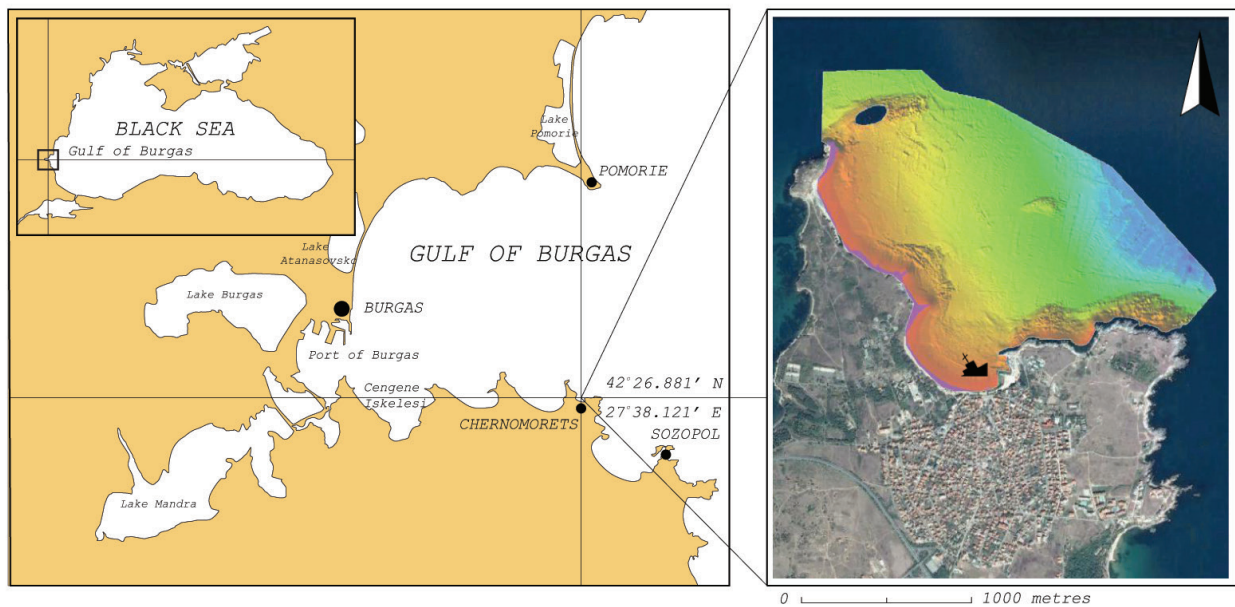 BLACK SEA
Gulf of Burgas
Lake
Pomorie
POMORIE
Lake
Atanasovsko
GULF OF BURGAS
Lake Burgas
BURGAS
Port of Burgas
Cengene
Iskelesi
42°26.881' N
27°38.121' E
CHERNOMORETS
SOZOPOL
Lake Mandra
0
1000 metres